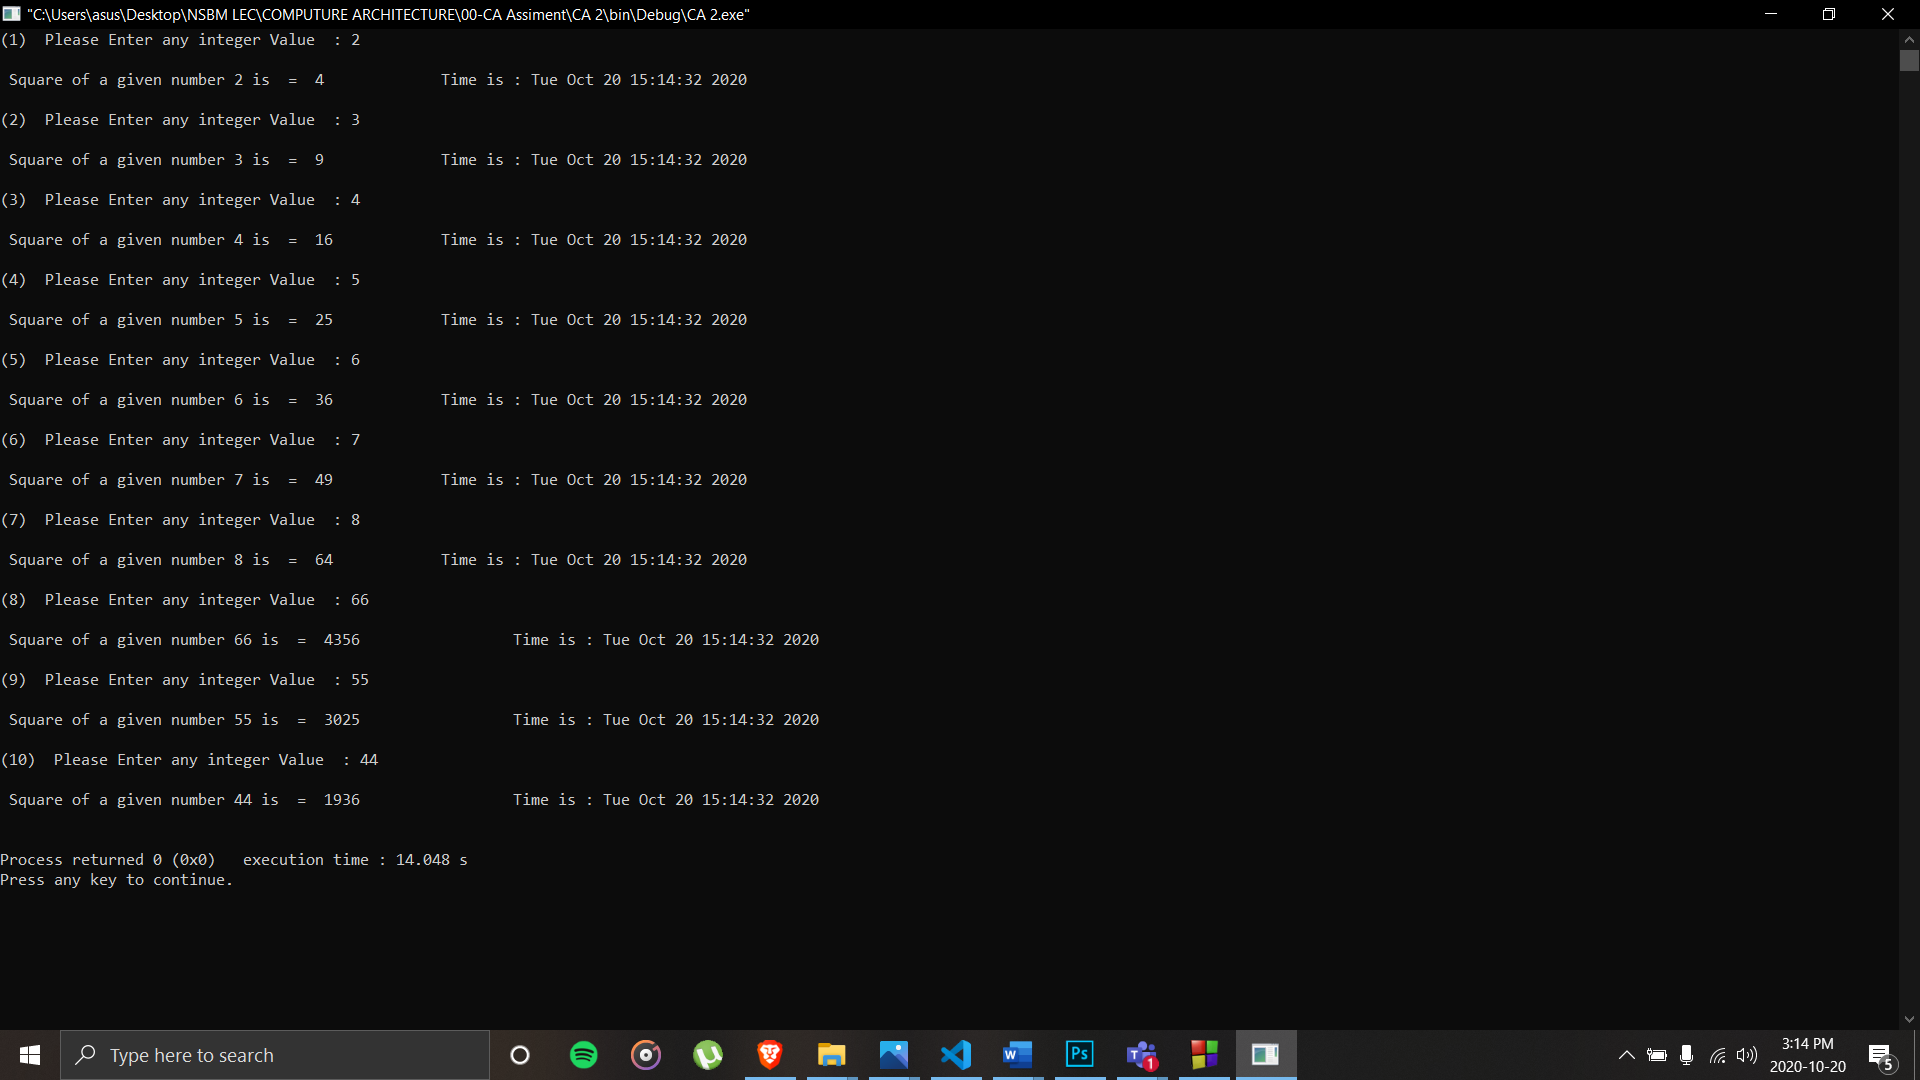 "C:\Users\asus\Desktop\NSBM LEC\COMPUTURE ARCHITECTURE\00-CA Assiment\CA 2\bin\Debug\CA 2.exe"
(1)  Please Enter any integer Value  : 2
Square of a given number 2 is  =  4             Time is : Tue Oct 20 15:14:32 2020
(2)  Please Enter any integer Value  : 3
Square of a given number 3 is  =  9             Time is : Tue Oct 20 15:14:32 2020
(3)  Please Enter any integer Value  : 4
Square of a given number 4 is  =  16            Time is : Tue Oct 20 15:14:32 2020
(4)  Please Enter any integer Value  : 5
Square of a given number 5 is  =  25            Time is : Tue Oct 20 15:14:32 2020
(5)  Please Enter any integer Value  : 6
Square of a given number 6 is  =  36            Time is : Tue Oct 20 15:14:32 2020
(6)  Please Enter any integer Value  : 7
Square of a given number 7 is  =  49            Time is : Tue Oct 20 15:14:32 2020
(7)  Please Enter any integer Value  : 8
Square of a given number 8 is  =  64            Time is : Tue Oct 20 15:14:32 2020
(8)  Please Enter any integer Value  : 66
Square of a given number 66 is  =  4356                 Time is : Tue Oct 20 15:14:32 2020
(9)  Please Enter any integer Value  : 55
Square of a given number 55 is  =  3025                 Time is : Tue Oct 20 15:14:32 2020
(10)  Please Enter any integer Value  : 44
Square of a given number 44 is  =  1936                 Time is : Tue Oct 20 15:14:32 2020
Process returned 0 (0x0)   execution time : 14.048 s
Press any key to continue.
Type here to search
W
Ps
T
1
3:14 PM
2020-10-20
5